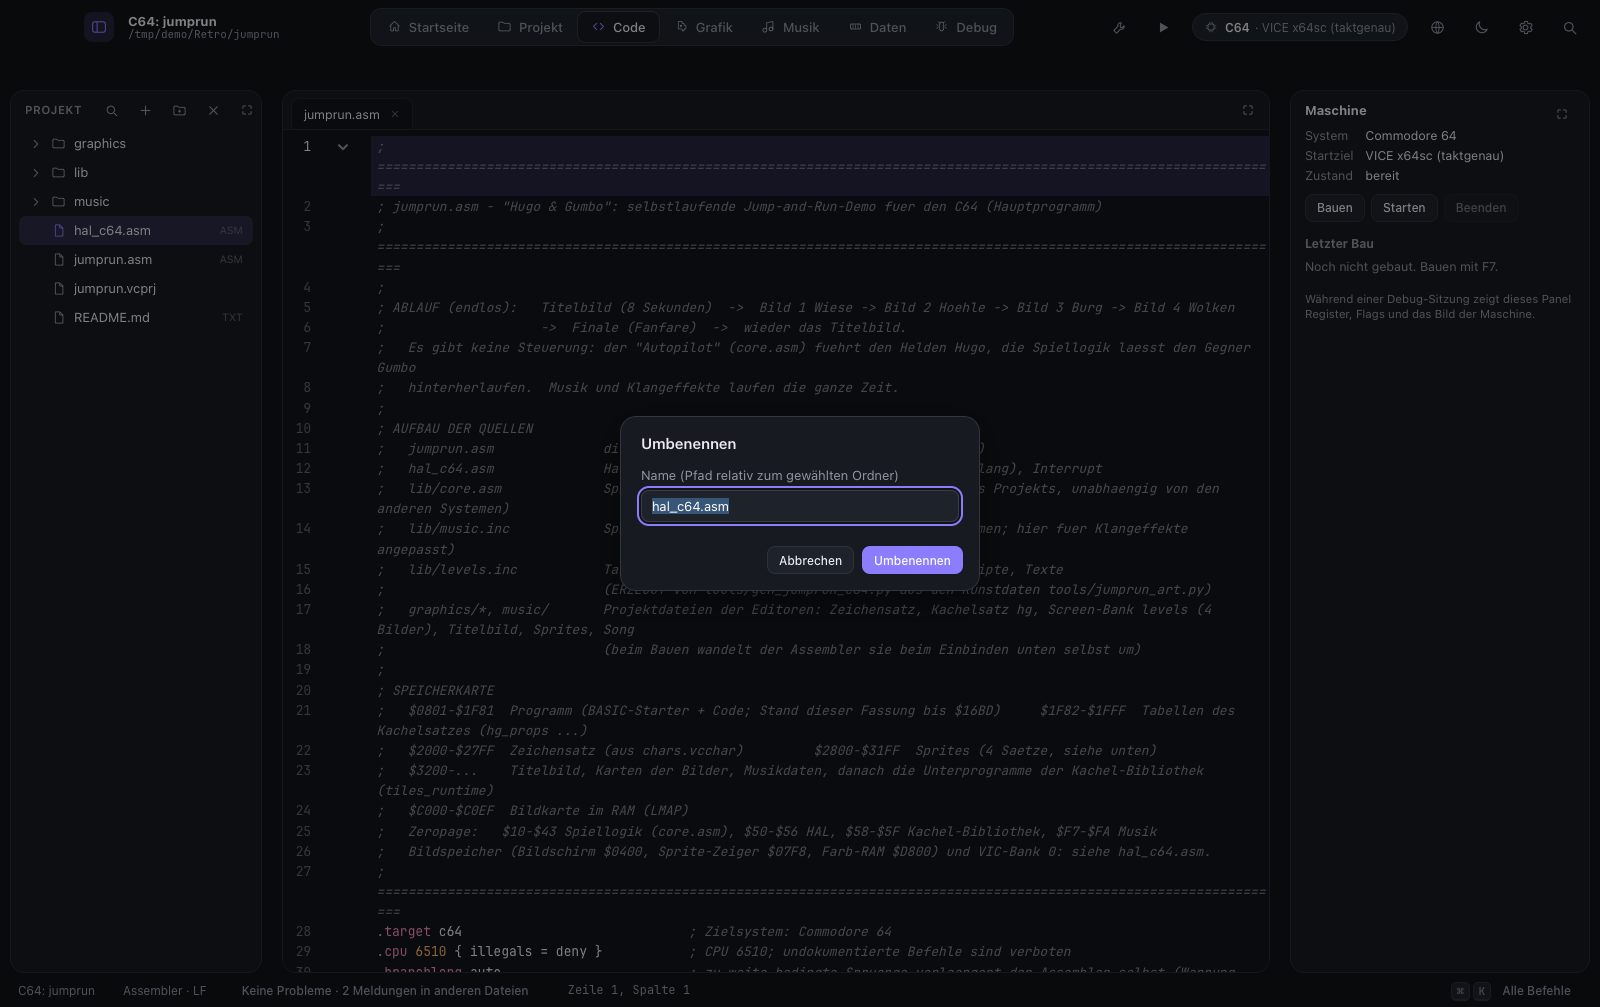 C64: jumprun
/tmp/demo/Retro/jumprun
Startseite
Projekt
Code
Grafik
Musik
Daten
Debug
C64 · VICE x64sc (taktgenau)
PROJEKT
graphics
lib
music
hal_c64.asm ASM
jumprun.asm ASM
jumprun.vcprj
README.md TXT
jumprun.asm ×
1 ;
=================================================================================================================
===
2 ; jumprun.asm - "Hugo & Gumbo": selbstlaufende Jump-and-Run-Demo fuer den C64 (Hauptprogramm)
3 ;
=================================================================================================================
===
4 ;
5 ; ABLAUF (endlos):   Titelbild (8 Sekunden)  ->  Bild 1 Wiese -> Bild 2 Hoehle -> Bild 3 Burg -> Bild 4 Wolken
6 ;                    ->  Finale (Fanfare)  ->  wieder das Titelbild.
7 ;   Es gibt keine Steuerung: der "Autopilot" (core.asm) fuehrt den Helden Hugo, die Spiellogik laesst den Gegner
Gumbo
8 ;   hinterherlaufen.  Musik und Klangeffekte laufen die ganze Zeit.
9 ;
10 ; AUFBAU DER QUELLEN
11 ;   jumprun.asm
12 ;   hal_c64.asm              lang), Interrupt
13 ;   lib/core.asm             Projekts, unabhaengig von den
anderen Systemen)
14 ;   lib/music.inc            hier fuer Klangeffekte
angepasst)
15 ;   lib/levels.inc           Texte
16 ;                            tools/jumprun_art.py)
17 ;   graphics/*, music/       Projektdateien der Editoren: Zeichensatz, Kachelsatz hg, Screen-Bank levels (4
Bilder), Titelbild, Sprites, Song
18 ;                            (beim Bauen wandelt der Assembler sie beim Einbinden unten selbst um)
19 ;
20 ; SPEICHERKARTE
21 ;   $0801-$1F81  Programm (BASIC-Starter + Code; Stand dieser Fassung bis $16BD)     $1F82-$1FFF  Tabellen des
Kachelsatzes (hg_props ...)
22 ;   $2000-$27FF  Zeichensatz (aus chars.vcchar)         $2800-$31FF  Sprites (4 Saetze, siehe unten)
23 ;   $3200-...    Titelbild, Karten der Bilder, Musikdaten, danach die Unterprogramme der Kachel-Bibliothek
(tiles_runtime)
24 ;   $C000-$C0EF  Bildkarte im RAM (LMAP)
25 ;   Zeropage:   $10-$43 Spiellogik (core.asm), $50-$56 HAL, $58-$5F Kachel-Bibliothek, $F7-$FA Musik
26 ;   Bildspeicher (Bildschirm $0400, Sprite-Zeiger $07F8, Farb-RAM $D800) und VIC-Bank 0: siehe hal_c64.asm.
27 ;
=================================================================================================================
===
28 .target c64                             ; Zielsystem: Commodore 64
29 .cpu 6510 { illegals = deny }           ; CPU 6510; undokumentierte Befehle sind verboten
Umbenennen
Name (Pfad relativ zum gewählten Ordner)
hal_c64.asm
Abbrechen
Umbenennen
Maschine
System Commodore 64
Startziel VICE x64sc (taktgenau)
Zustand bereit
Bauen
Starten
Beenden
Letzter Bau
Noch nicht gebaut. Bauen mit F7.
Während einer Debug-Sitzung zeigt dieses Panel
Register, Flags und das Bild der Maschine.
C64: jumprun
Assembler · LF
Keine Probleme · 2 Meldungen in anderen Dateien
Zeile 1, Spalte 1
⌘ K Alle Befehle